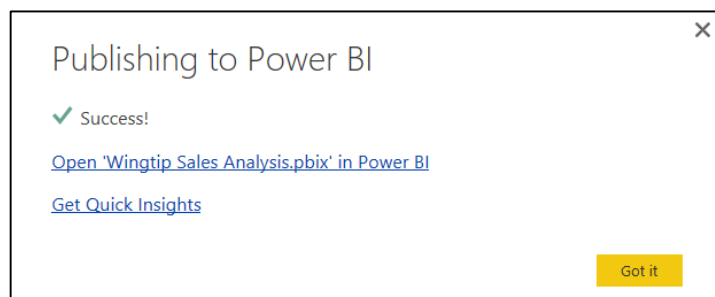 Publishing to Power BI
Success!
Open 'Wingtip Sales Analysis.pbix' in Power BI
Get Quick Insights
Got it